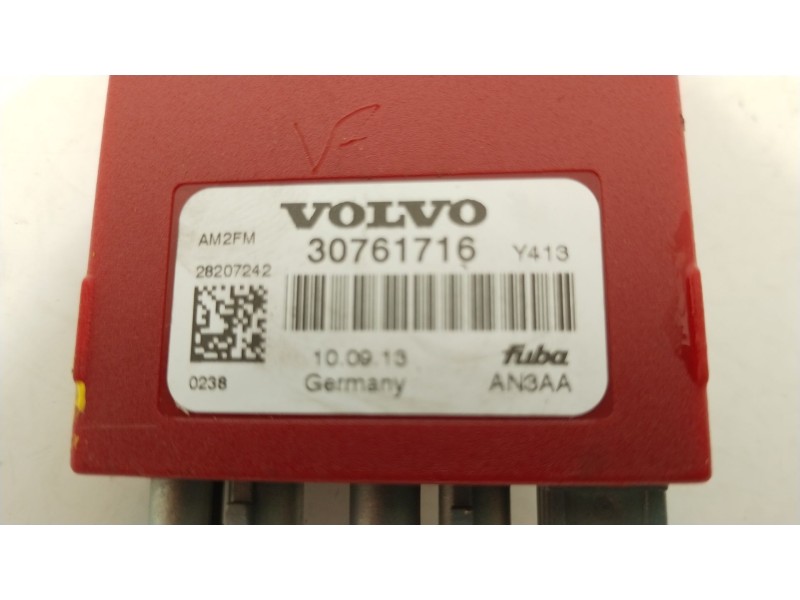 VF
VOLVO
AM2FM 30761716 Y413
28207242
10.09.13 fuba
0238 Germany AN3AA